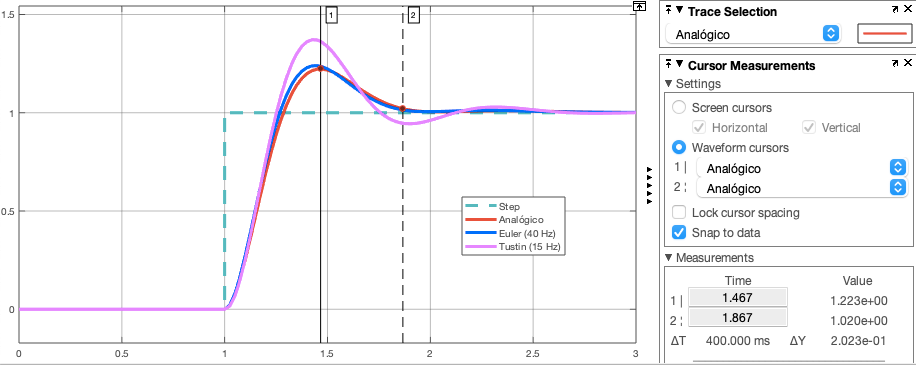 1.5
1
0.5
0
0
0.5
1
1.5
2
2.5
3
1
2
Step
Analógico
Euler (40 Hz)
Tustin (15 Hz)
Trace Selection
Analógico
Cursor Measurements
Settings
Screen cursors
Horizontal Vertical
Waveform cursors
1 | Analógico
2 ¦ Analógico
Lock cursor spacing
Snap to data
Measurements
Time Value
1 | 1.467 1.223e+00
2 ¦ 1.867 1.020e+00
ΔT 400.000 ms ΔY 2.023e-01